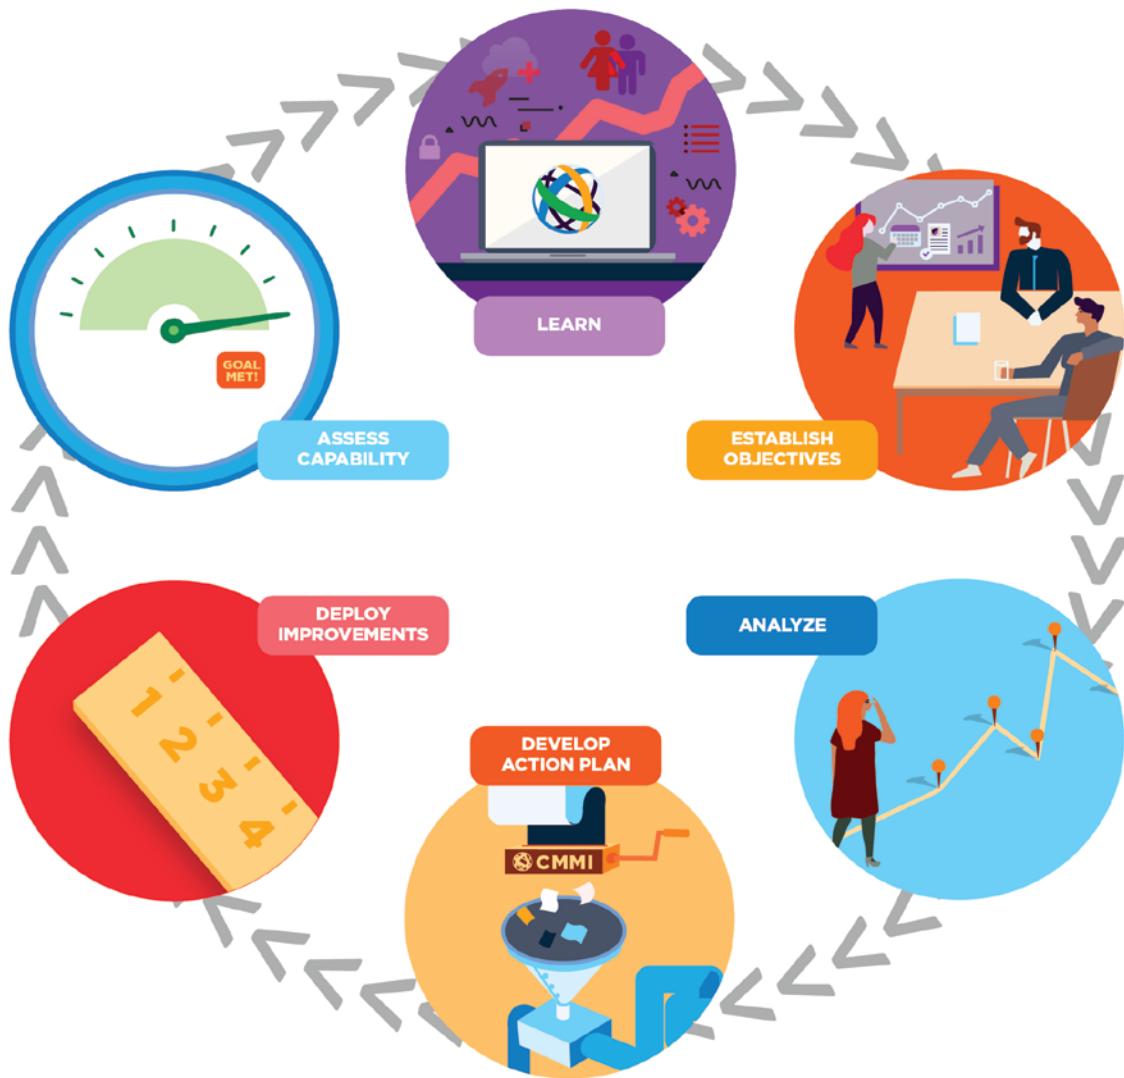 LEARN
ESTABLISH
OBJECTIVES
ANALYZE
DEVELOP
ACTION PLAN
CMMI
DEPLOY
IMPROVEMENTS
1
2
3
4
ASSESS
CAPABILITY
GOAL
MET!